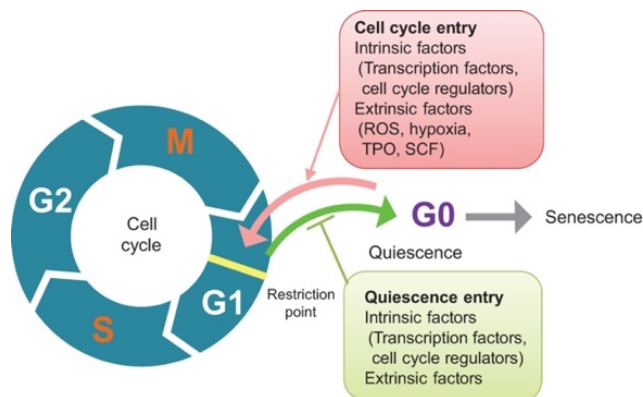 Cell cycle entry
Intrinsic factors
(Transcription factors,
cell cycle regulators)
Extrinsic factors
(ROS, hypoxia,
TPO, SCF)
M
G2
Cell
cycle
G0
Senescence
Quiescence
G1
Restriction
point
S
Quiescence entry
Intrinsic factors
(Transcription factors,
cell cycle regulators)
Extrinsic factors